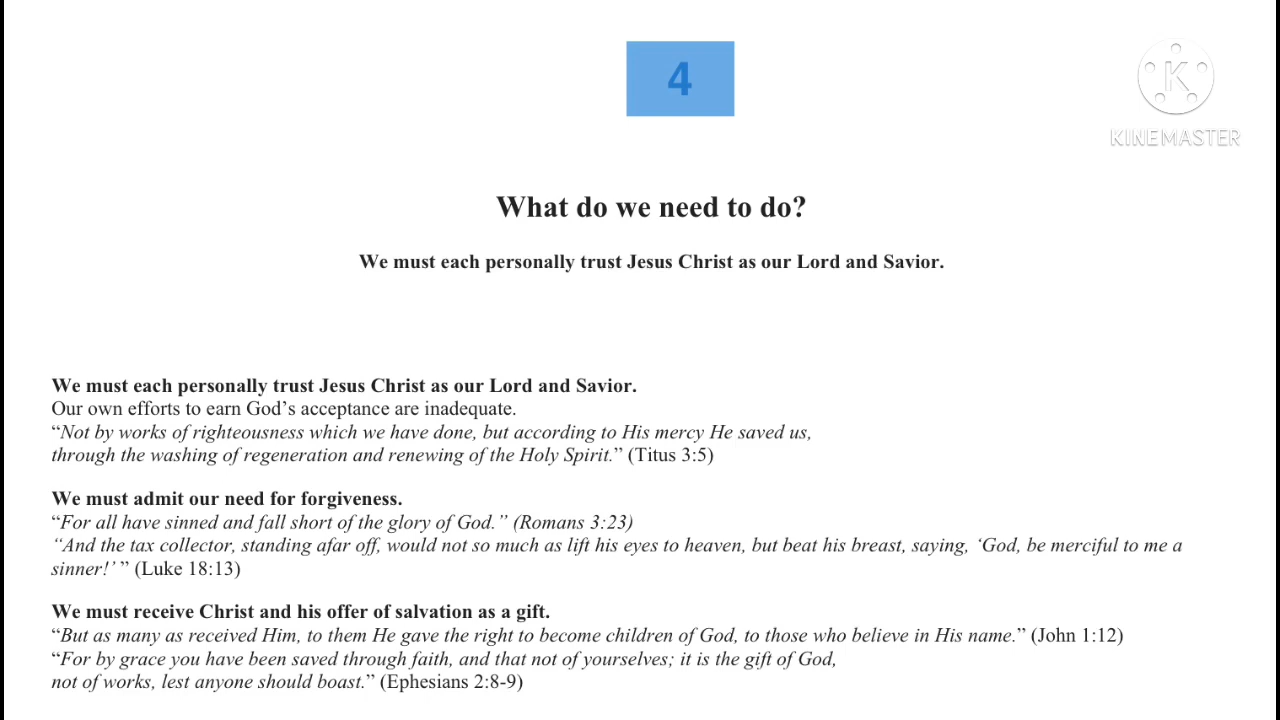 4
KINEMASTER
What do we need to do?
We must each personally trust Jesus Christ as our Lord and Savior.
We must each personally trust Jesus Christ as our Lord and Savior.
Our own efforts to earn God’s acceptance are inadequate.
“Not by works of righteousness which we have done, but according to His mercy He saved us,
through the washing of regeneration and renewing of the Holy Spirit.” (Titus 3:5)
We must admit our need for forgiveness.
“For all have sinned and fall short of the glory of God.” (Romans 3:23)
“And the tax collector, standing afar off, would not so much as lift his eyes to heaven, but beat his breast, saying, ‘God, be merciful to me a
sinner!’ ” (Luke 18:13)
We must receive Christ and his offer of salvation as a gift.
“But as many as received Him, to them He gave the right to become children of God, to those who believe in His name.” (John 1:12)
“For by grace you have been saved through faith, and that not of yourselves; it is the gift of God,
not of works, lest anyone should boast.” (Ephesians 2:8-9)